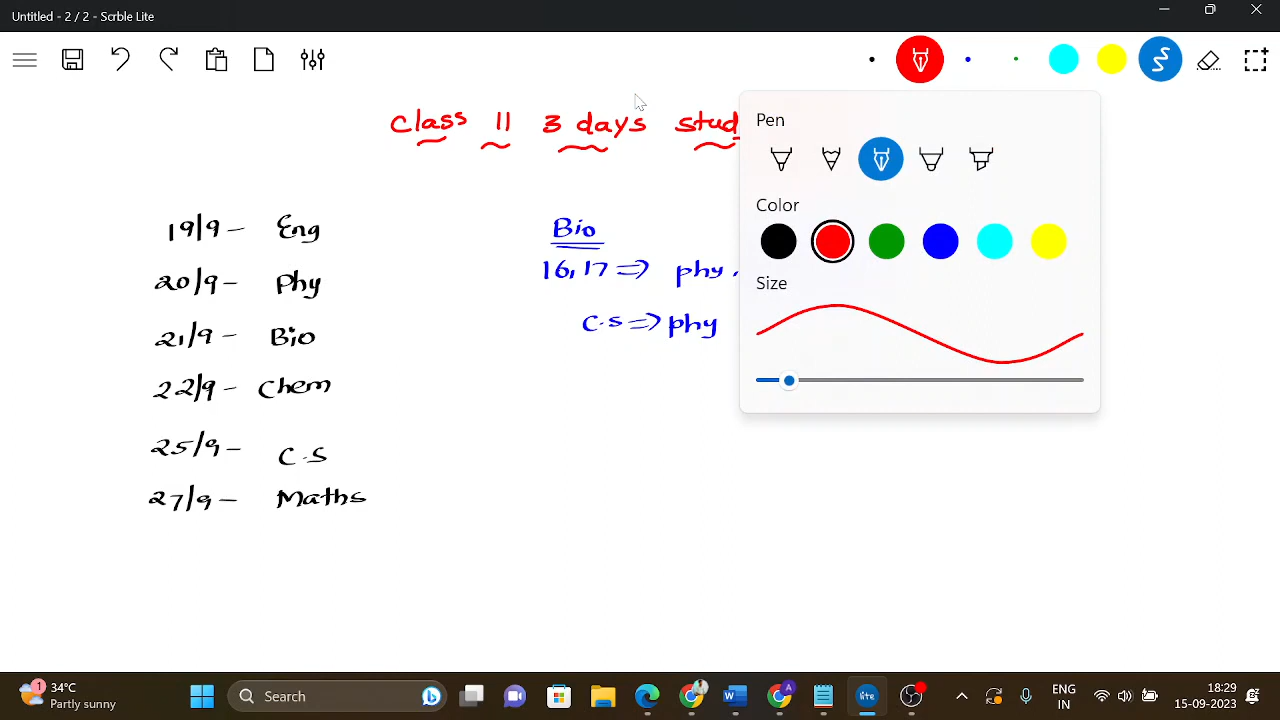 Untitled - 2 / 2 - Scrble Lite
class 11 3 days stud
Pen
Color
Size
19/9 - Eng
20/9 - Phy
21/9 - Bio
22/9 - Chem
25/9 - C.S
27/9 - Maths
Bio
16, 17 => phy
C.S => phy
1
34°C
Partly sunny
Search
A
lite
ENG
IN
18:29
15-09-2023